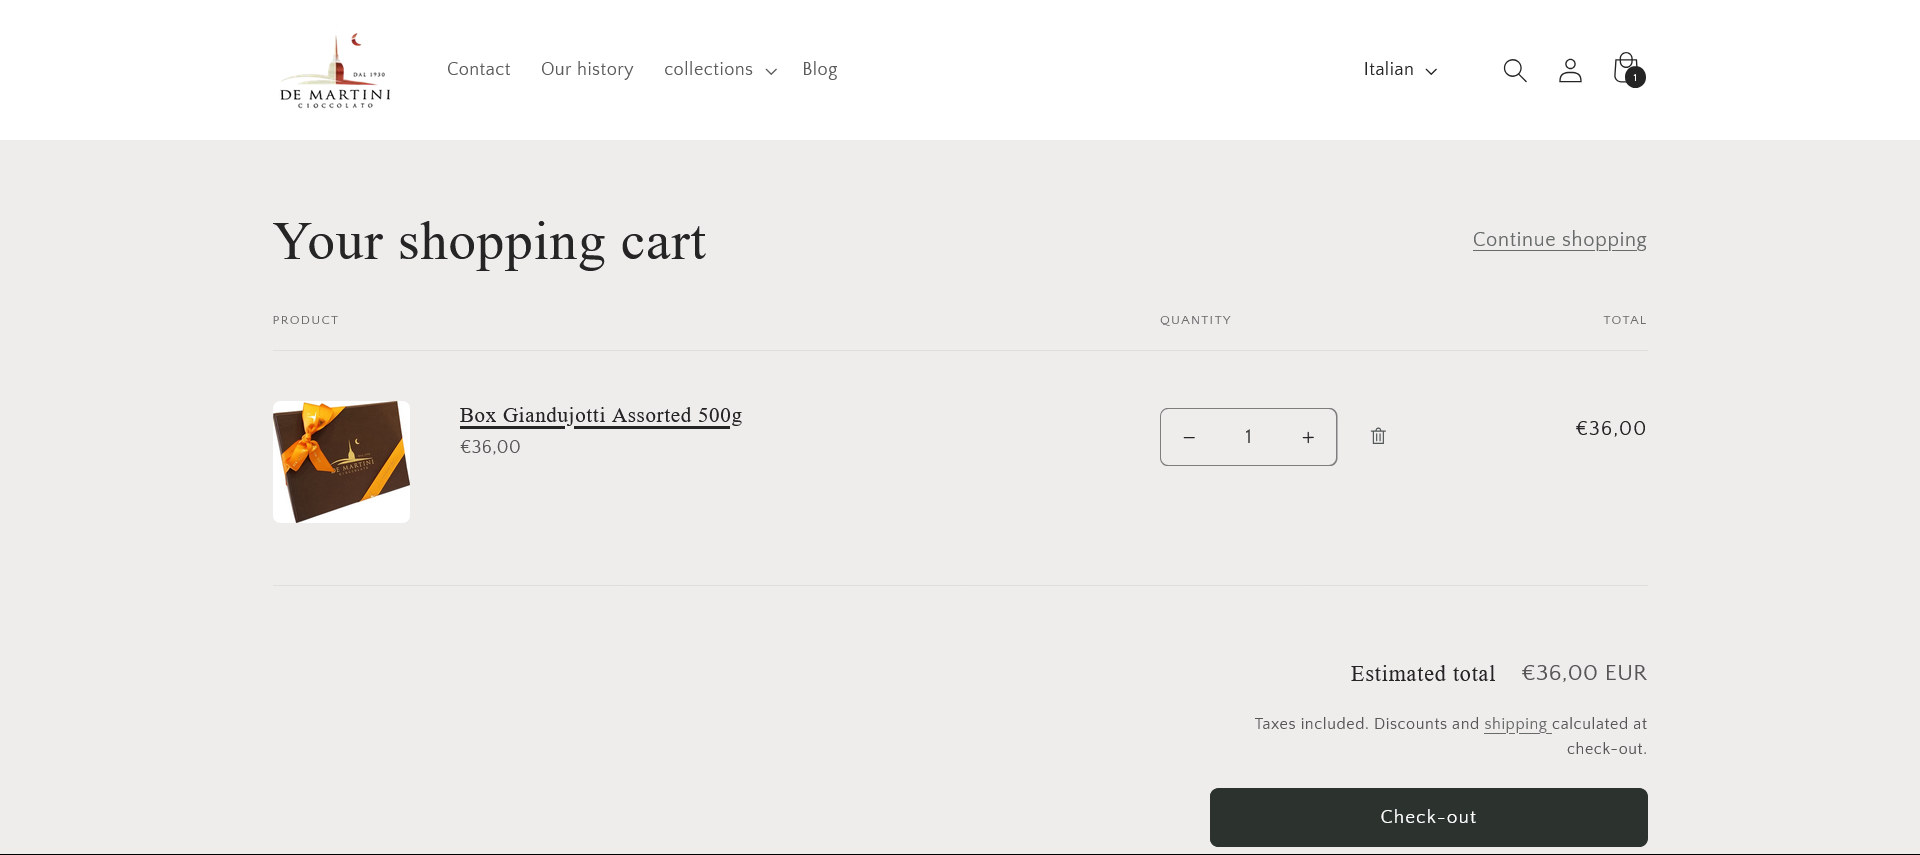 DAL 1930
DE MARTINI
CIOCCOLATO
Contact
Our history
collections
Blog
Italian
1
Your shopping cart
Continue shopping
PRODUCT
QUANTITY
TOTAL
DE MARTINI
CIOCCOLATO
Box Giandujotti Assorted 500g
€36,00
− 1 +
€36,00
Estimated total €36,00 EUR
Taxes included. Discounts and shipping calculated at
check-out.
Check-out